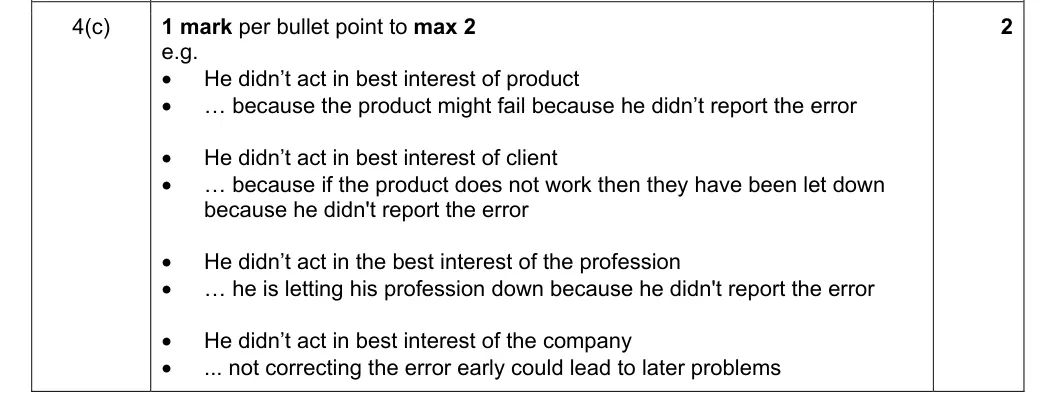 4(c) 1 mark per bullet point to max 2 2
e.g.
• He didn’t act in best interest of product
• … because the product might fail because he didn’t report the error
• He didn’t act in best interest of client
• … because if the product does not work then they have been let down
because he didn't report the error
• He didn’t act in the best interest of the profession
• … he is letting his profession down because he didn't report the error
• He didn’t act in best interest of the company
• ... not correcting the error early could lead to later problems